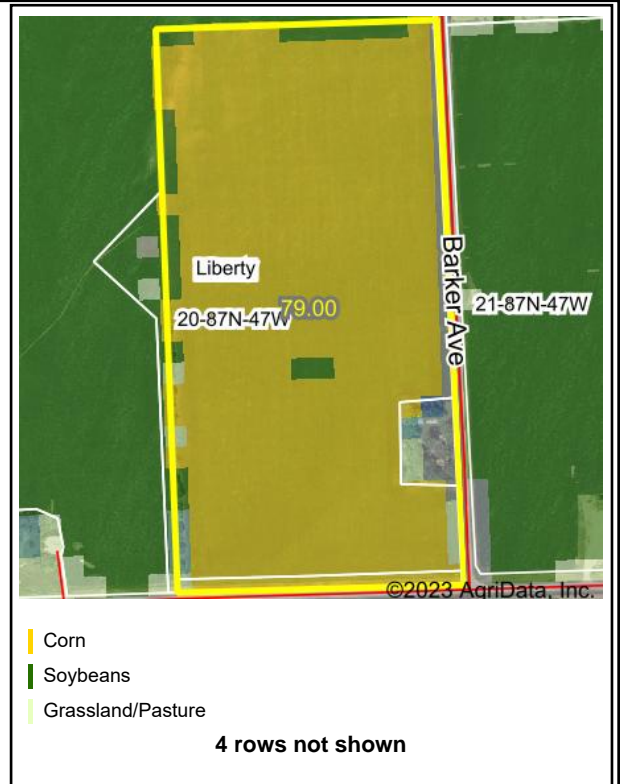 Liberty
20-87N-47W
79.00
Barker Ave
21-87N-47W
©2023 AgriData, Inc.
Corn
Soybeans
Grassland/Pasture
4 rows not shown